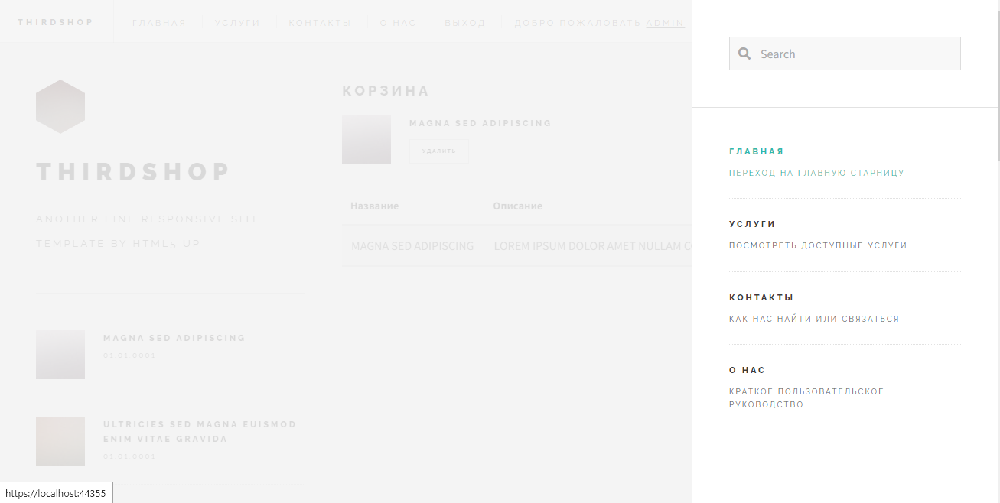 THIRDSHOP ГЛАВНАЯ УСЛУГИ КОНТАКТЫ О НАС ВЫХОД ДОБРО ПОЖАЛОВАТЬ ADMIN
THIRDSHOP
ANOTHER FINE RESPONSIVE SITE
TEMPLATE BY HTML5 UP
MAGNA SED ADIPISCING
01.01.0001
ULTRICIES SED MAGNA EUISMOD
ENIM VITAE GRAVIDA
01.01.0001
КОРЗИНА
MAGNA SED ADIPISCING
УДАЛИТЬ
Название Описание
MAGNA SED ADIPISCING LOREM IPSUM DOLOR AMET NULLAM
Search
ГЛАВНАЯ
ПЕРЕХОД НА ГЛАВНУЮ СТАРНИЦУ
УСЛУГИ
ПОСМОТРЕТЬ ДОСТУПНЫЕ УСЛУГИ
КОНТАКТЫ
КАК НАС НАЙТИ ИЛИ СВЯЗАТЬСЯ
О НАС
КРАТКОЕ ПОЛЬЗОВАТЕЛЬСКОЕ
РУКОВОДСТВО
https://localhost:44355